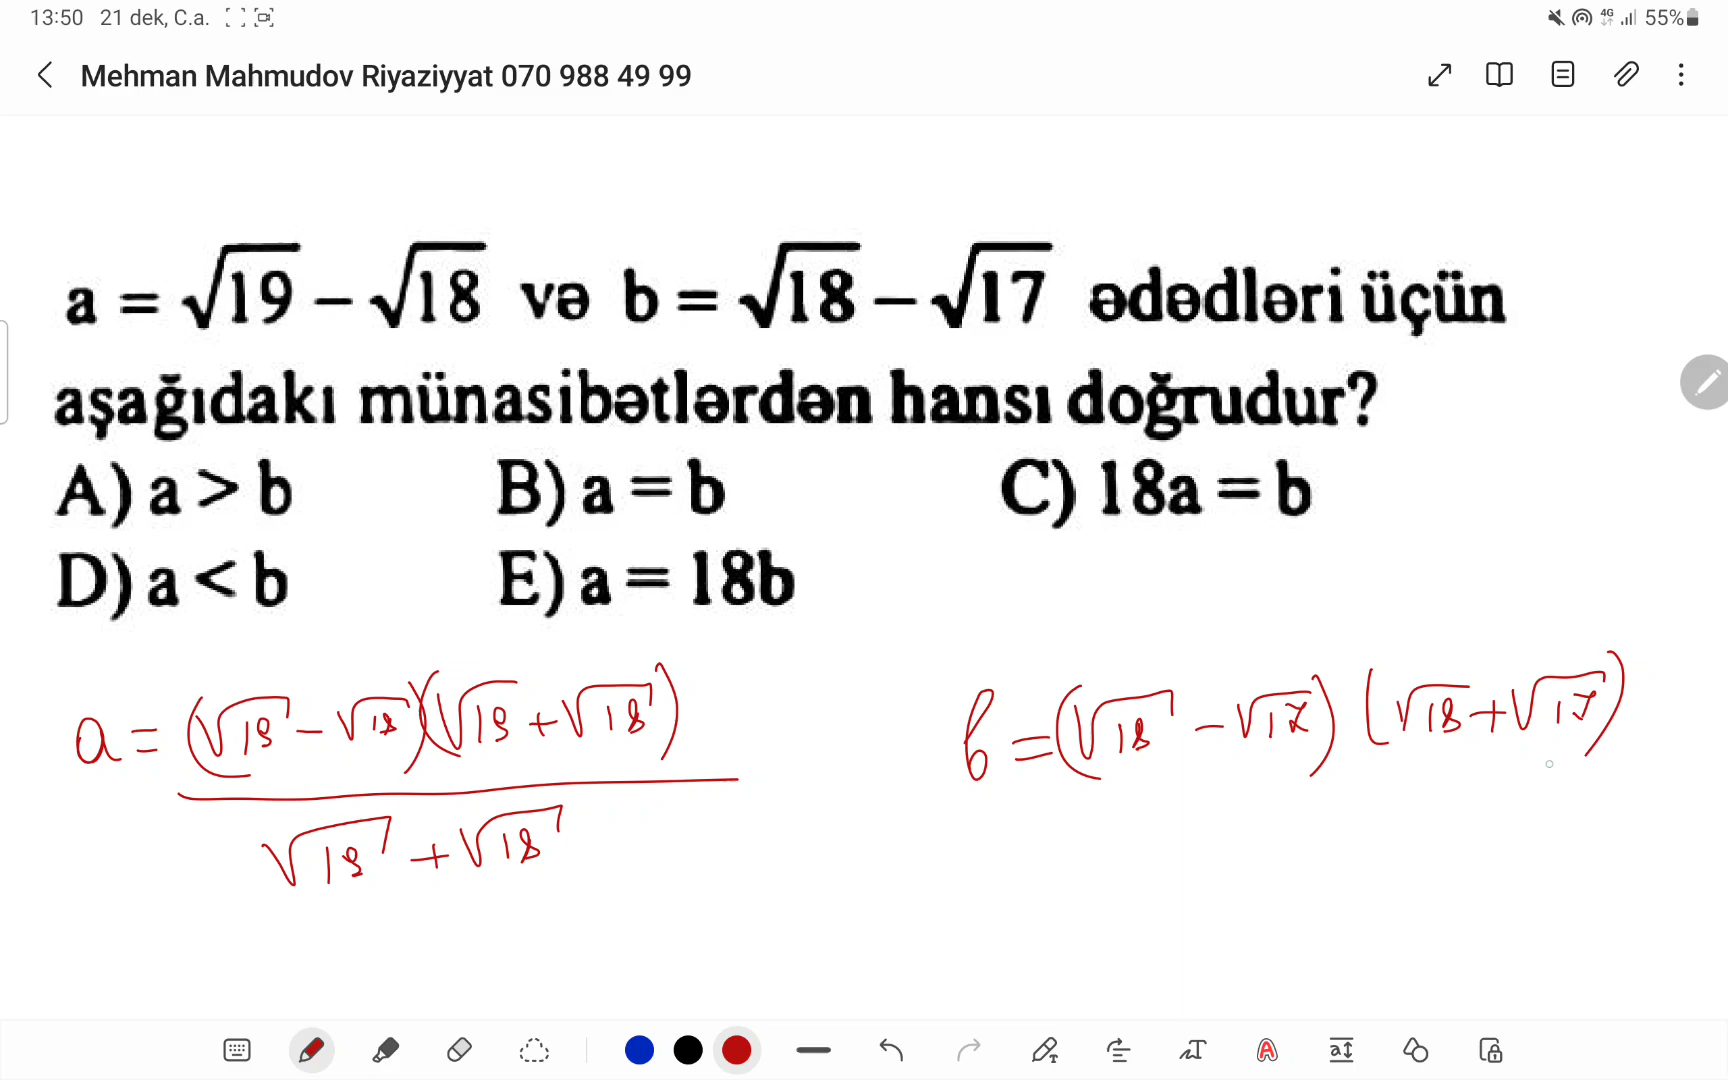 13:50 21 dek, C.a. 4G 55%
Mehman Mahmudov Riyaziyyat 070 988 49 99
a = √19 − √18 və b = √18 − √17 ədədləri üçün
aşağıdakı münasibətlərdən hansı doğrudur?
A) a > b B) a = b C) 18a = b
D) a < b E) a = 18b
a = (√19 − √18)(√19 + √18) b = (√18 − √17)(√18 + √17)
√19 + √18